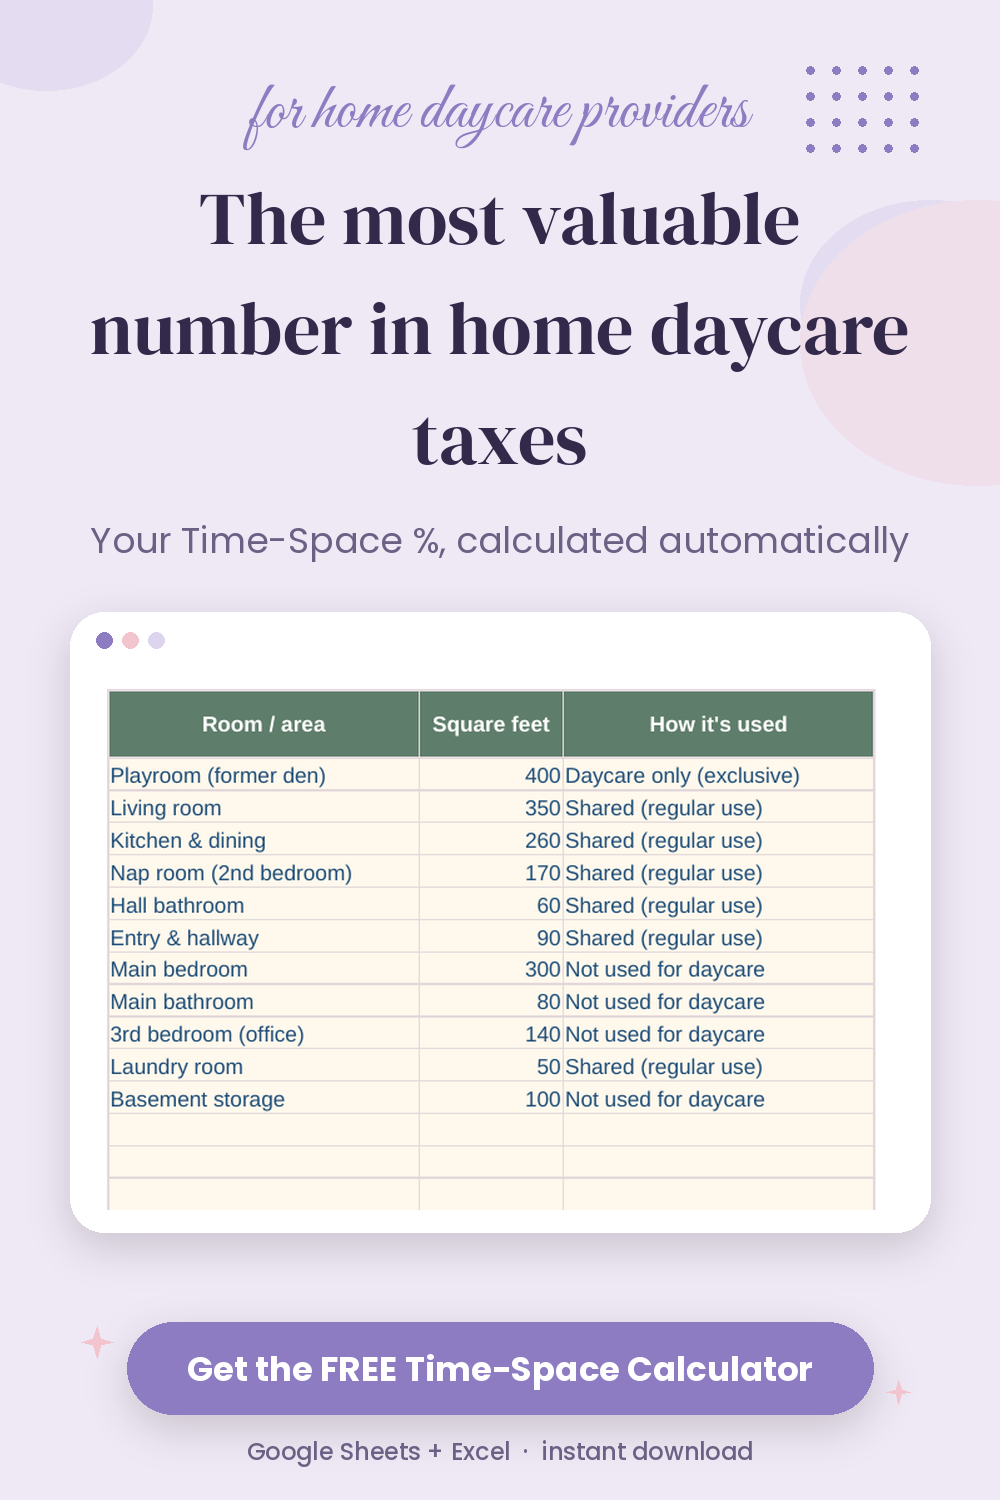 for home daycare providers
The most valuable
number in home daycare
taxes
Your Time-Space %, calculated automatically
Room / area Square feet How it's used
Playroom (former den) 400 Daycare only (exclusive)
Living room 350 Shared (regular use)
Kitchen & dining 260 Shared (regular use)
Nap room (2nd bedroom) 170 Shared (regular use)
Hall bathroom 60 Shared (regular use)
Entry & hallway 90 Shared (regular use)
Main bedroom 300 Not used for daycare
Main bathroom 80 Not used for daycare
3rd bedroom (office) 140 Not used for daycare
Laundry room 50 Shared (regular use)
Basement storage 100 Not used for daycare
Get the FREE Time-Space Calculator
Google Sheets + Excel · instant download